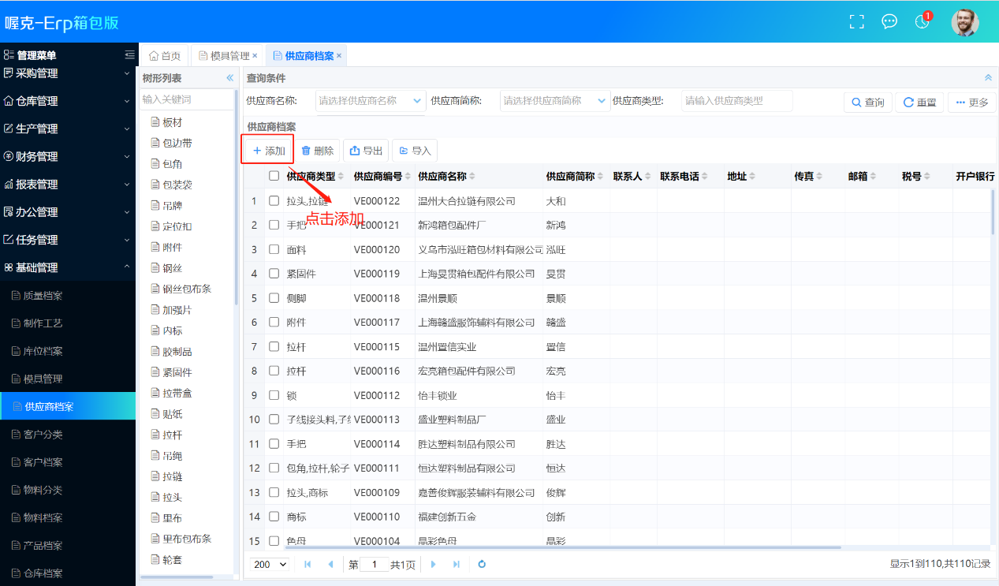 喔克-Erp箱包版
1
管理菜单
采购管理
仓库管理
生产管理
财务管理
报表管理
办公管理
任务管理
基础管理
质量档案
制作工艺
库位档案
模具管理
供应商档案
客户分类
客户档案
物料分类
物料档案
产品档案
仓库档案
首页 模具管理 × 供应商档案 ×
树形列表
输入关键词
板材
包边带
包角
包装袋
吊牌
定位扣
附件
钢丝
钢丝包布条
加强片
内标
胶制品
紧固件
拉带盒
贴纸
拉杆
吊绳
拉链
拉头
里布
里布包布条
轮套
查询条件
供应商名称: 请选择供应商名称 供应商简称: 请选择供应商简称 供应商类型: 请输入供应商类型 查询 重置 更多
供应商档案
添加 删除 导出 导入
供应商类型 供应商编号 供应商名称 供应商简称 联系人 联系电话 地址 传真 邮箱 税号 开户银行
1 拉头,拉链 VE000122 温州大合拉链有限公司 大和
点击添加
2 手把 VE000121 新鸿箱包配件厂 新鸿
3 面料 VE000120 义乌市泓旺箱包材料有限公司 泓旺
4 紧固件 VE000119 上海旻贯箱包配件有限公司 旻贯
5 侧脚 VE000118 温州景顺 景顺
6 附件 VE000117 上海赣盛服饰辅料有限公司 赣盛
7 拉杆 VE000115 温州置信实业 置信
8 拉杆 VE000116 宏亮箱包配件有限公司 宏亮
9 锁 VE000112 怡丰锁业 怡丰
10 子线接头料,子 VE000113 盛业塑料制品厂 盛业
11 手把 VE000114 胜达塑料制品有限公司 胜达
12 包角,拉杆,轮子 VE000111 恒达塑料制品有限公司 恒达
13 拉头,商标 VE000109 嘉善俊辉服装辅料有限公司 俊辉
14 商标 VE000110 福建创新五金 创新
15 色母 VE000104 晶彩色母 晶彩
200 第 1 共1页 显示1到110,共110记录